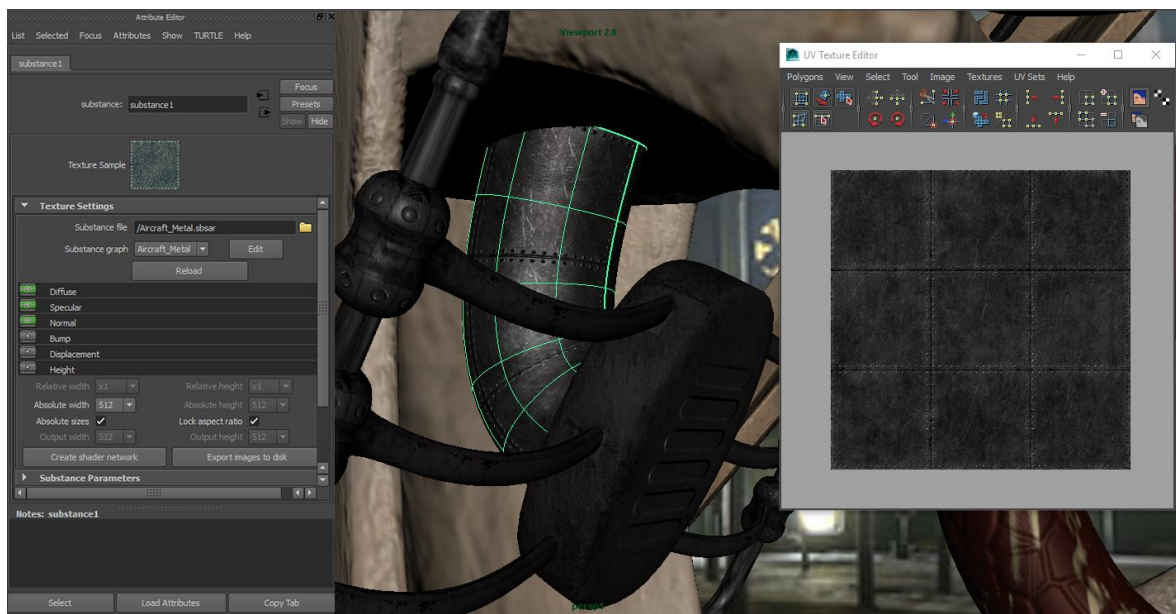 Attribute Editor
List Selected Focus Attributes Show TURTLE Help
substance1
Focus
substance: substance1
Presets
Show Hide
Texture Sample
Texture Settings
Substance file /Aircraft_Metal.sbsar
Substance graph Aircraft_Metal Edit
Reload
Diffuse
Specular
Normal
Bump
Displacement
Height
Relative width x1 Relative height x1
Absolute width 512 Absolute height 512
Absolute sizes Lock aspect ratio
Output width 512 Output height 512
Create shader network Export images to disk
Substance Parameters
Notes: substance1
Select Load Attributes Copy Tab
Viewport 2.0
persp1
UV Texture Editor
Polygons View Select Tool Image Textures UV Sets Help